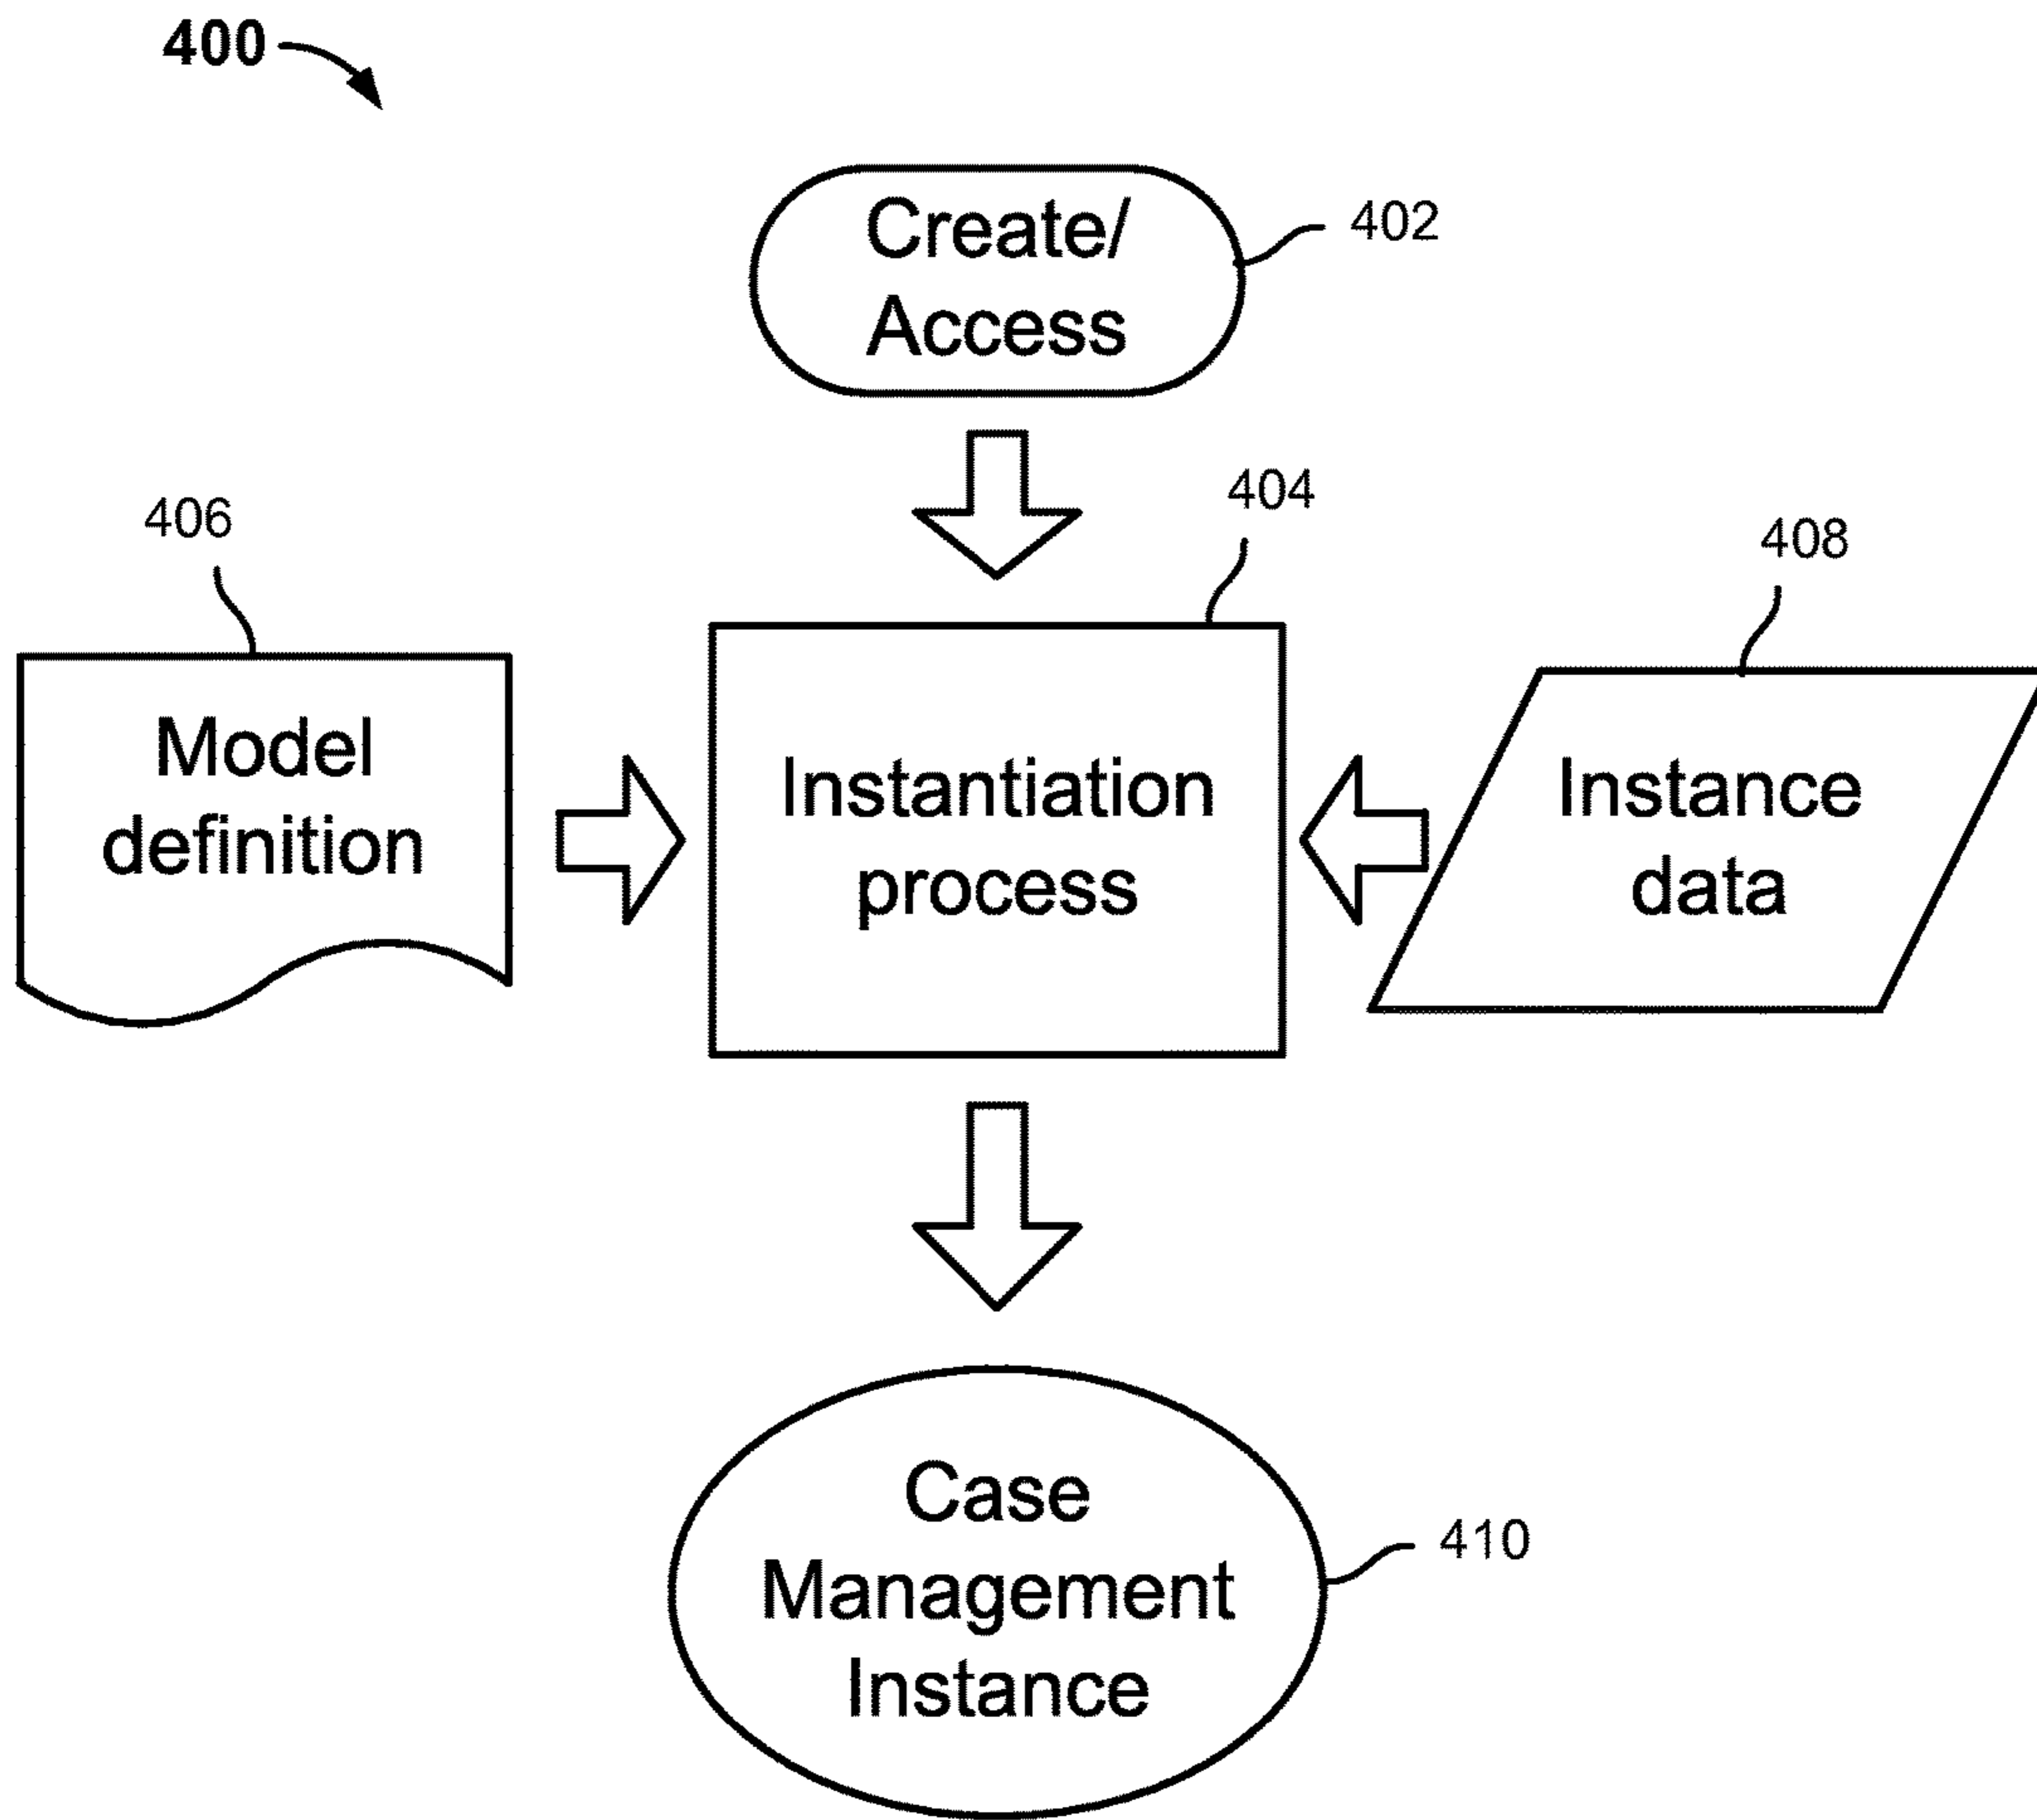 400
Create/
Access
402
404
406
408
Model
definition
Instantiation
process
Instance
data
Case
Management
Instance
410